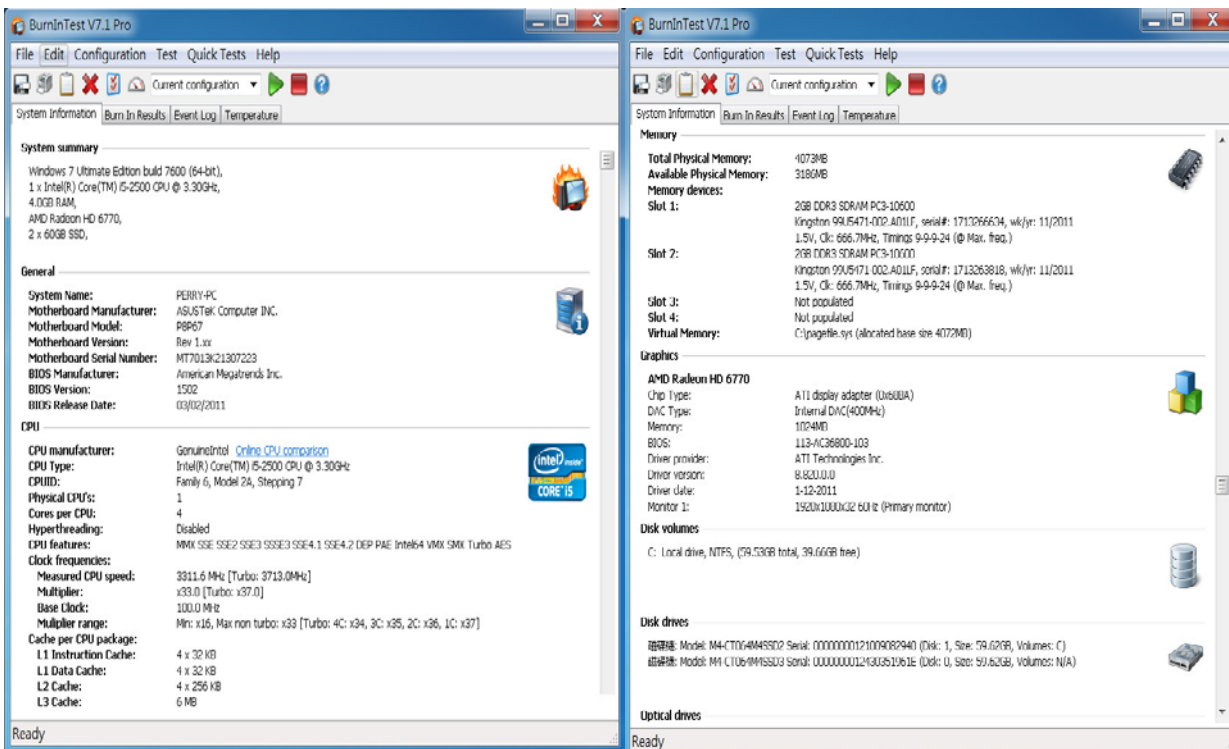 BurnInTest V7.1 Pro
File Edit Configuration Test Quick Tests Help
Current configuration
System Information Burn In Results Event Log Temperature
System summary
Windows 7 Ultimate Edition build 7600 (64-bit),
1 x Intel(R) Core(TM) i5-2500 CPU @ 3.30GHz,
4.0GB RAM,
AMD Radeon HD 6770,
2 x 60GB SSD,
General
System Name: PERRY-PC
Motherboard Manufacturer: ASUSTeK Computer INC.
Motherboard Model: P8P67
Motherboard Version: Rev 1.xx
Motherboard Serial Number: MT7013K21307223
BIOS Manufacturer: American Megatrends Inc.
BIOS Version: 1502
BIOS Release Date: 03/02/2011
CPU
CPU manufacturer: GenuineIntel Online CPU comparison
CPU Type: Intel(R) Core(TM) i5-2500 CPU @ 3.30GHz
CPUID: Family 6, Model 2A, Stepping 7
Physical CPU's: 1
Cores per CPU: 4
Hyperthreading: Disabled
CPU features: MMX SSE SSE2 SSE3 SSSE3 SSE4.1 SSE4.2 DEP PAE Intel64 VMX SMX Turbo AES
Clock frequencies:
Measured CPU speed: 3311.6 MHz [Turbo: 3713.0MHz]
Multiplier: x33.0 [Turbo: x37.0]
Base Clock: 100.0 MHz
Muliplier range: Min: x16, Max non turbo: x33 [Turbo: 4C: x34, 3C: x35, 2C: x36, 1C: x37]
Cache per CPU package:
L1 Instruction Cache: 4 x 32 KB
L1 Data Cache: 4 x 32 KB
L2 Cache: 4 x 256 KB
L3 Cache: 6 MB
intel inside
CORE i5
Ready
BurnInTest V7.1 Pro
File Edit Configuration Test Quick Tests Help
Current configuration
System Information Burn In Results Event Log Temperature
Memory
Total Physical Memory: 4073MB
Available Physical Memory: 3186MB
Memory devices:
Slot 1: 2GB DDR3 SDRAM PC3-10600
Kingston 99U5471-002.A01LF, serial#: 1713266634, wk/yr: 11/2011
1.5V, Clk: 666.7MHz, Timings 9-9-9-24 (@ Max. freq.)
Slot 2: 2GB DDR3 SDRAM PC3-10600
Kingston 99U5471-002.A01LF, serial#: 1713263818, wk/yr: 11/2011
1.5V, Clk: 666.7MHz, Timings 9-9-9-24 (@ Max. freq.)
Slot 3: Not populated
Slot 4: Not populated
Virtual Memory: C:\pagefile.sys (allocated base size 4072MB)
Graphics
AMD Radeon HD 6770
Chip Type: ATI display adapter (0x68BA)
DAC Type: Internal DAC(400MHz)
Memory: 1024MB
BIOS: 113-AC36800-103
Driver provider: ATI Technologies Inc.
Driver version: 8.820.0.0
Driver date: 1-12-2011
Monitor 1: 1920x1080x32 60Hz (Primary monitor)
Disk volumes
C: Local drive, NTFS, (59.53GB total, 39.66GB free)
Disk drives
磁碟機: Model: M4-CT064M4SSD2 Serial: 00000000121009082940 (Disk: 1, Size: 59.62GB, Volumes: C)
磁碟機: Model: M4-CT064M4SSD3 Serial: 0000000012430351961E (Disk: 0, Size: 59.62GB, Volumes: N/A)
Optical drives
Ready